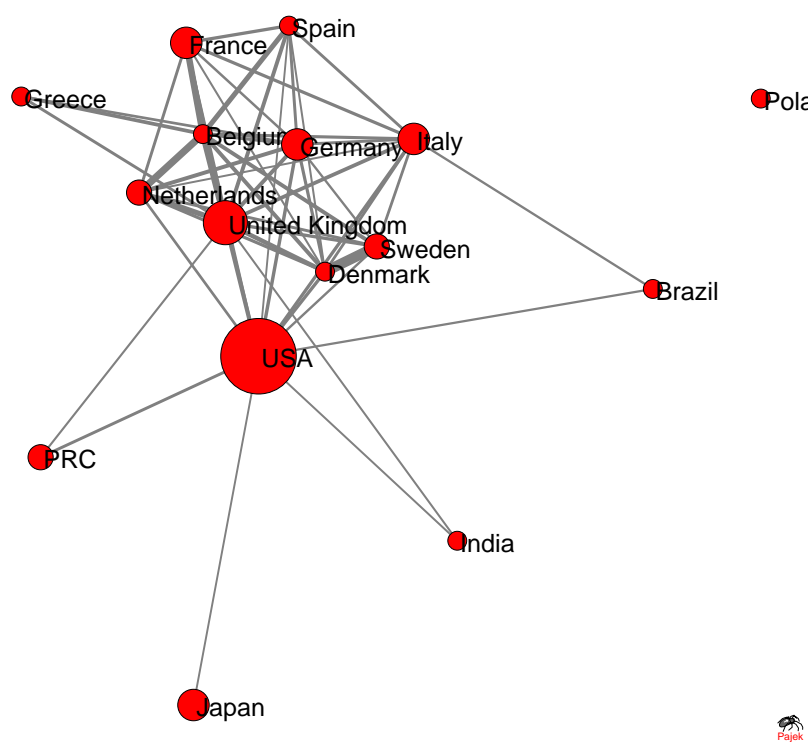 Spain
France
Greece
Pola
Belgium
Germany
Italy
Netherlands
United Kingdom
Sweden
Denmark
Brazil
USA
PRC
India
Japan
Pajek